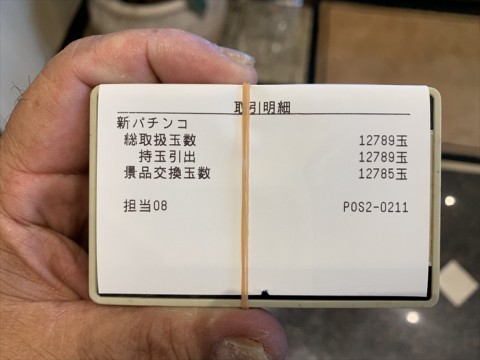 取引明細
新パチンコ
総取扱玉数 12789玉
持玉引出 12789玉
景品交換玉数 12785玉
担当08 POS2-0211